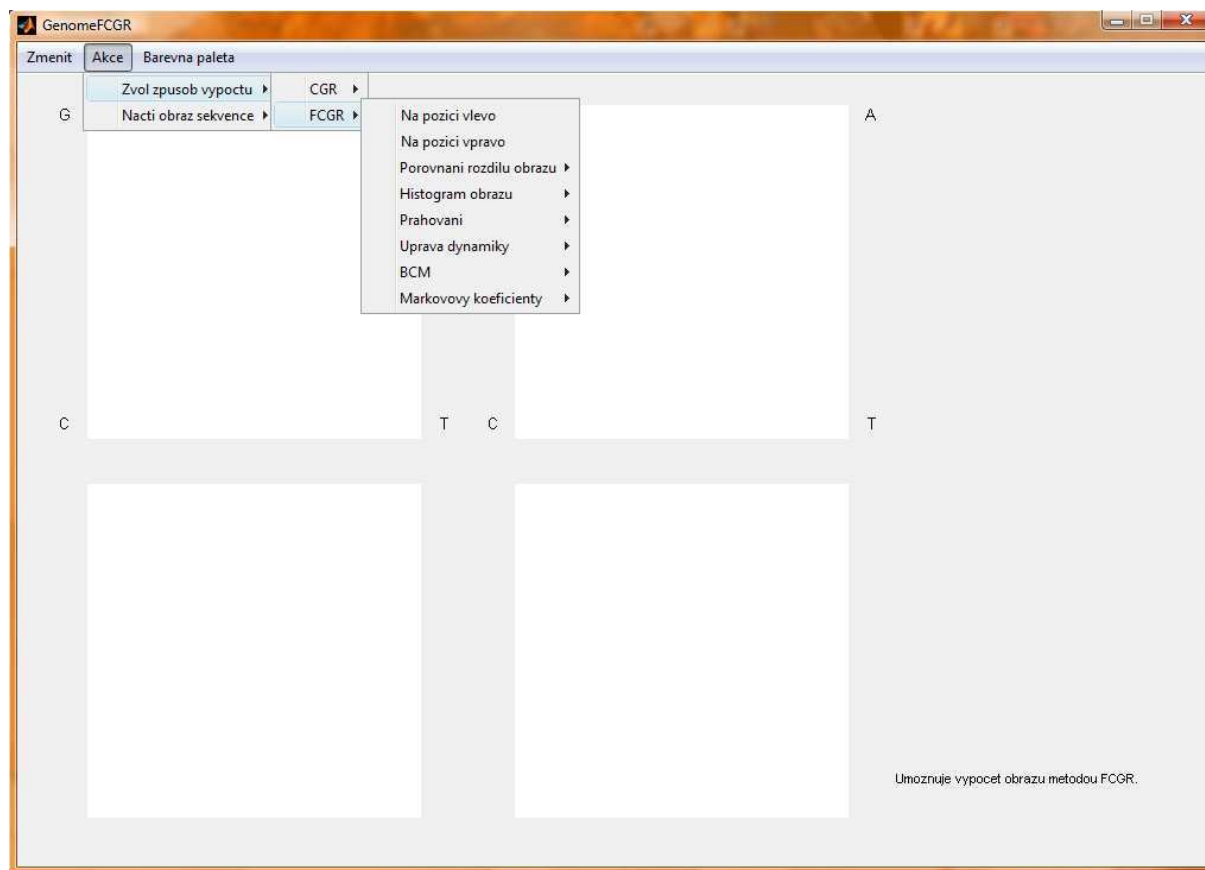 GenomeFCGR
Zmenit Akce Barevna paleta
Zvol zpusob vypoctu
Nacti obraz sekvence
CGR
FCGR
Na pozici vlevo
Na pozici vpravo
Porovnani rozdilu obrazu
Histogram obrazu
Prahovani
Uprava dynamiky
BCM
Markovovy koeficienty
G A
C T C T
Umoznuje vypocet obrazu metodou FCGR.